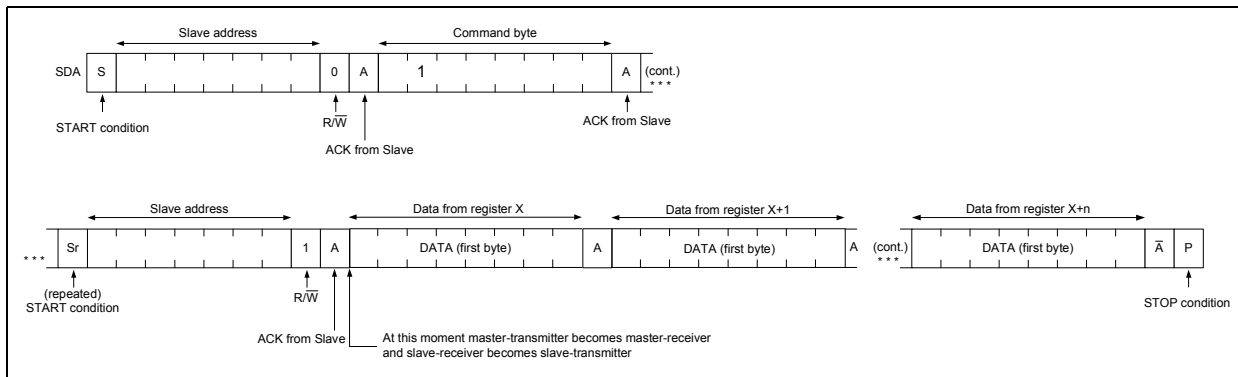 Slave address
Command byte
SDA S 0 A 1 A (cont.)
* * *
START condition
R/W̅
ACK from Slave
ACK from Slave
Slave address
Data from register X
Data from register X+1
Data from register X+n
* * * Sr 1 A DATA (first byte) A DATA (first byte) A (cont.) DATA (first byte) A̅ P
* * *
(repeated)
START condition
R/W̅
STOP condition
ACK from Slave
At this moment master-transmitter becomes master-receiver
and slave-receiver becomes slave-transmitter